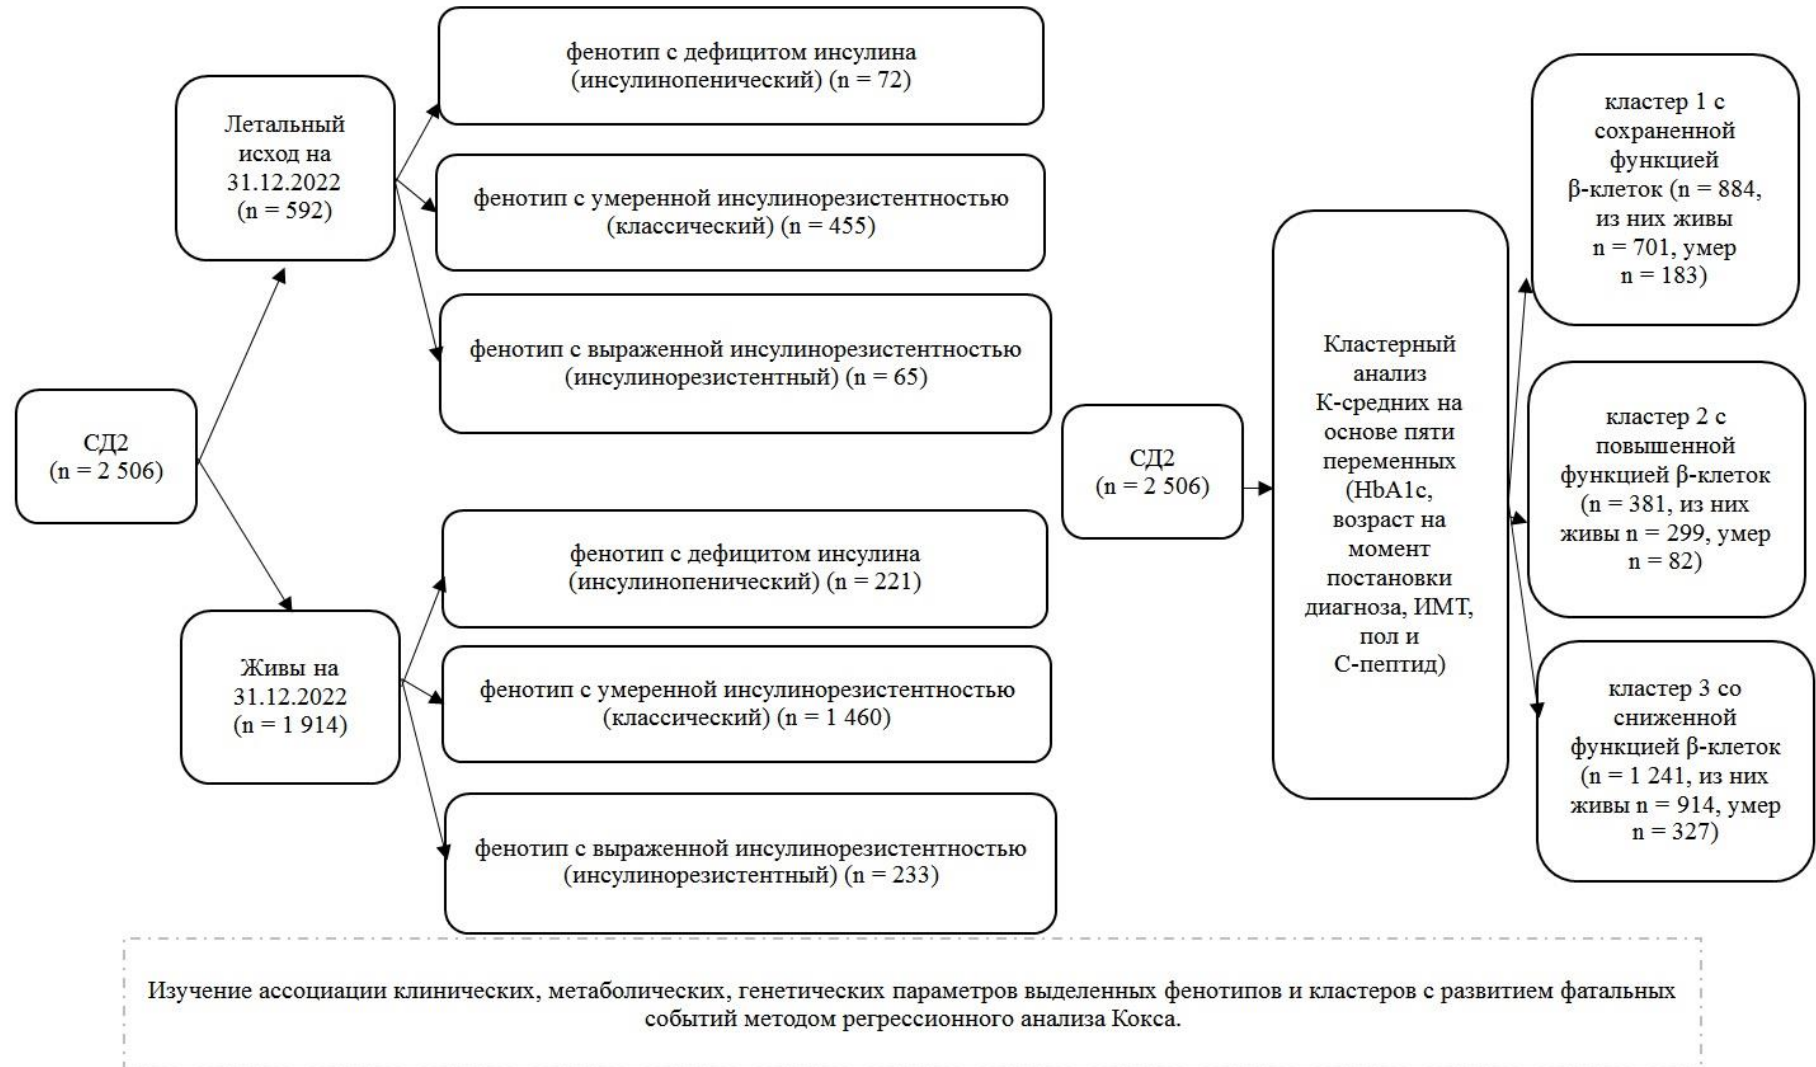 СД2
(n = 2 506)
Летальный
исход на
31.12.2022
(n = 592)
фенотип с дефицитом инсулина
(инсулинопенический) (n = 72)
фенотип с умеренной инсулинорезистентностью
(классический) (n = 455)
фенотип с выраженной инсулинорезистентностью
(инсулинорезистентный) (n = 65)
Живы на
31.12.2022
(n = 1 914)
фенотип с дефицитом инсулина
(инсулинопенический) (n = 221)
фенотип с умеренной инсулинорезистентностью
(классический) (n = 1 460)
фенотип с выраженной инсулинорезистентностью
(инсулинорезистентный) (n = 233)
СД2
(n = 2 506)
Кластерный
анализ
К-средних на
основе пяти
переменных
(HbA1c,
возраст на
момент
постановки
диагноза, ИМТ,
пол и
С-пептид)
кластер 1 с
сохраненной
функцией
β-клеток (n = 884,
из них живы
n = 701, умер
n = 183)
кластер 2 с
повышенной
функцией β-клеток
(n = 381, из них
живы n = 299, умер
n = 82)
кластер 3 со
сниженной
функцией β-клеток
(n = 1 241, из них
живы n = 914, умер
n = 327)
Изучение ассоциации клинических, метаболических, генетических параметров выделенных фенотипов и кластеров с развитием фатальных
событий методом регрессионного анализа Кокса.